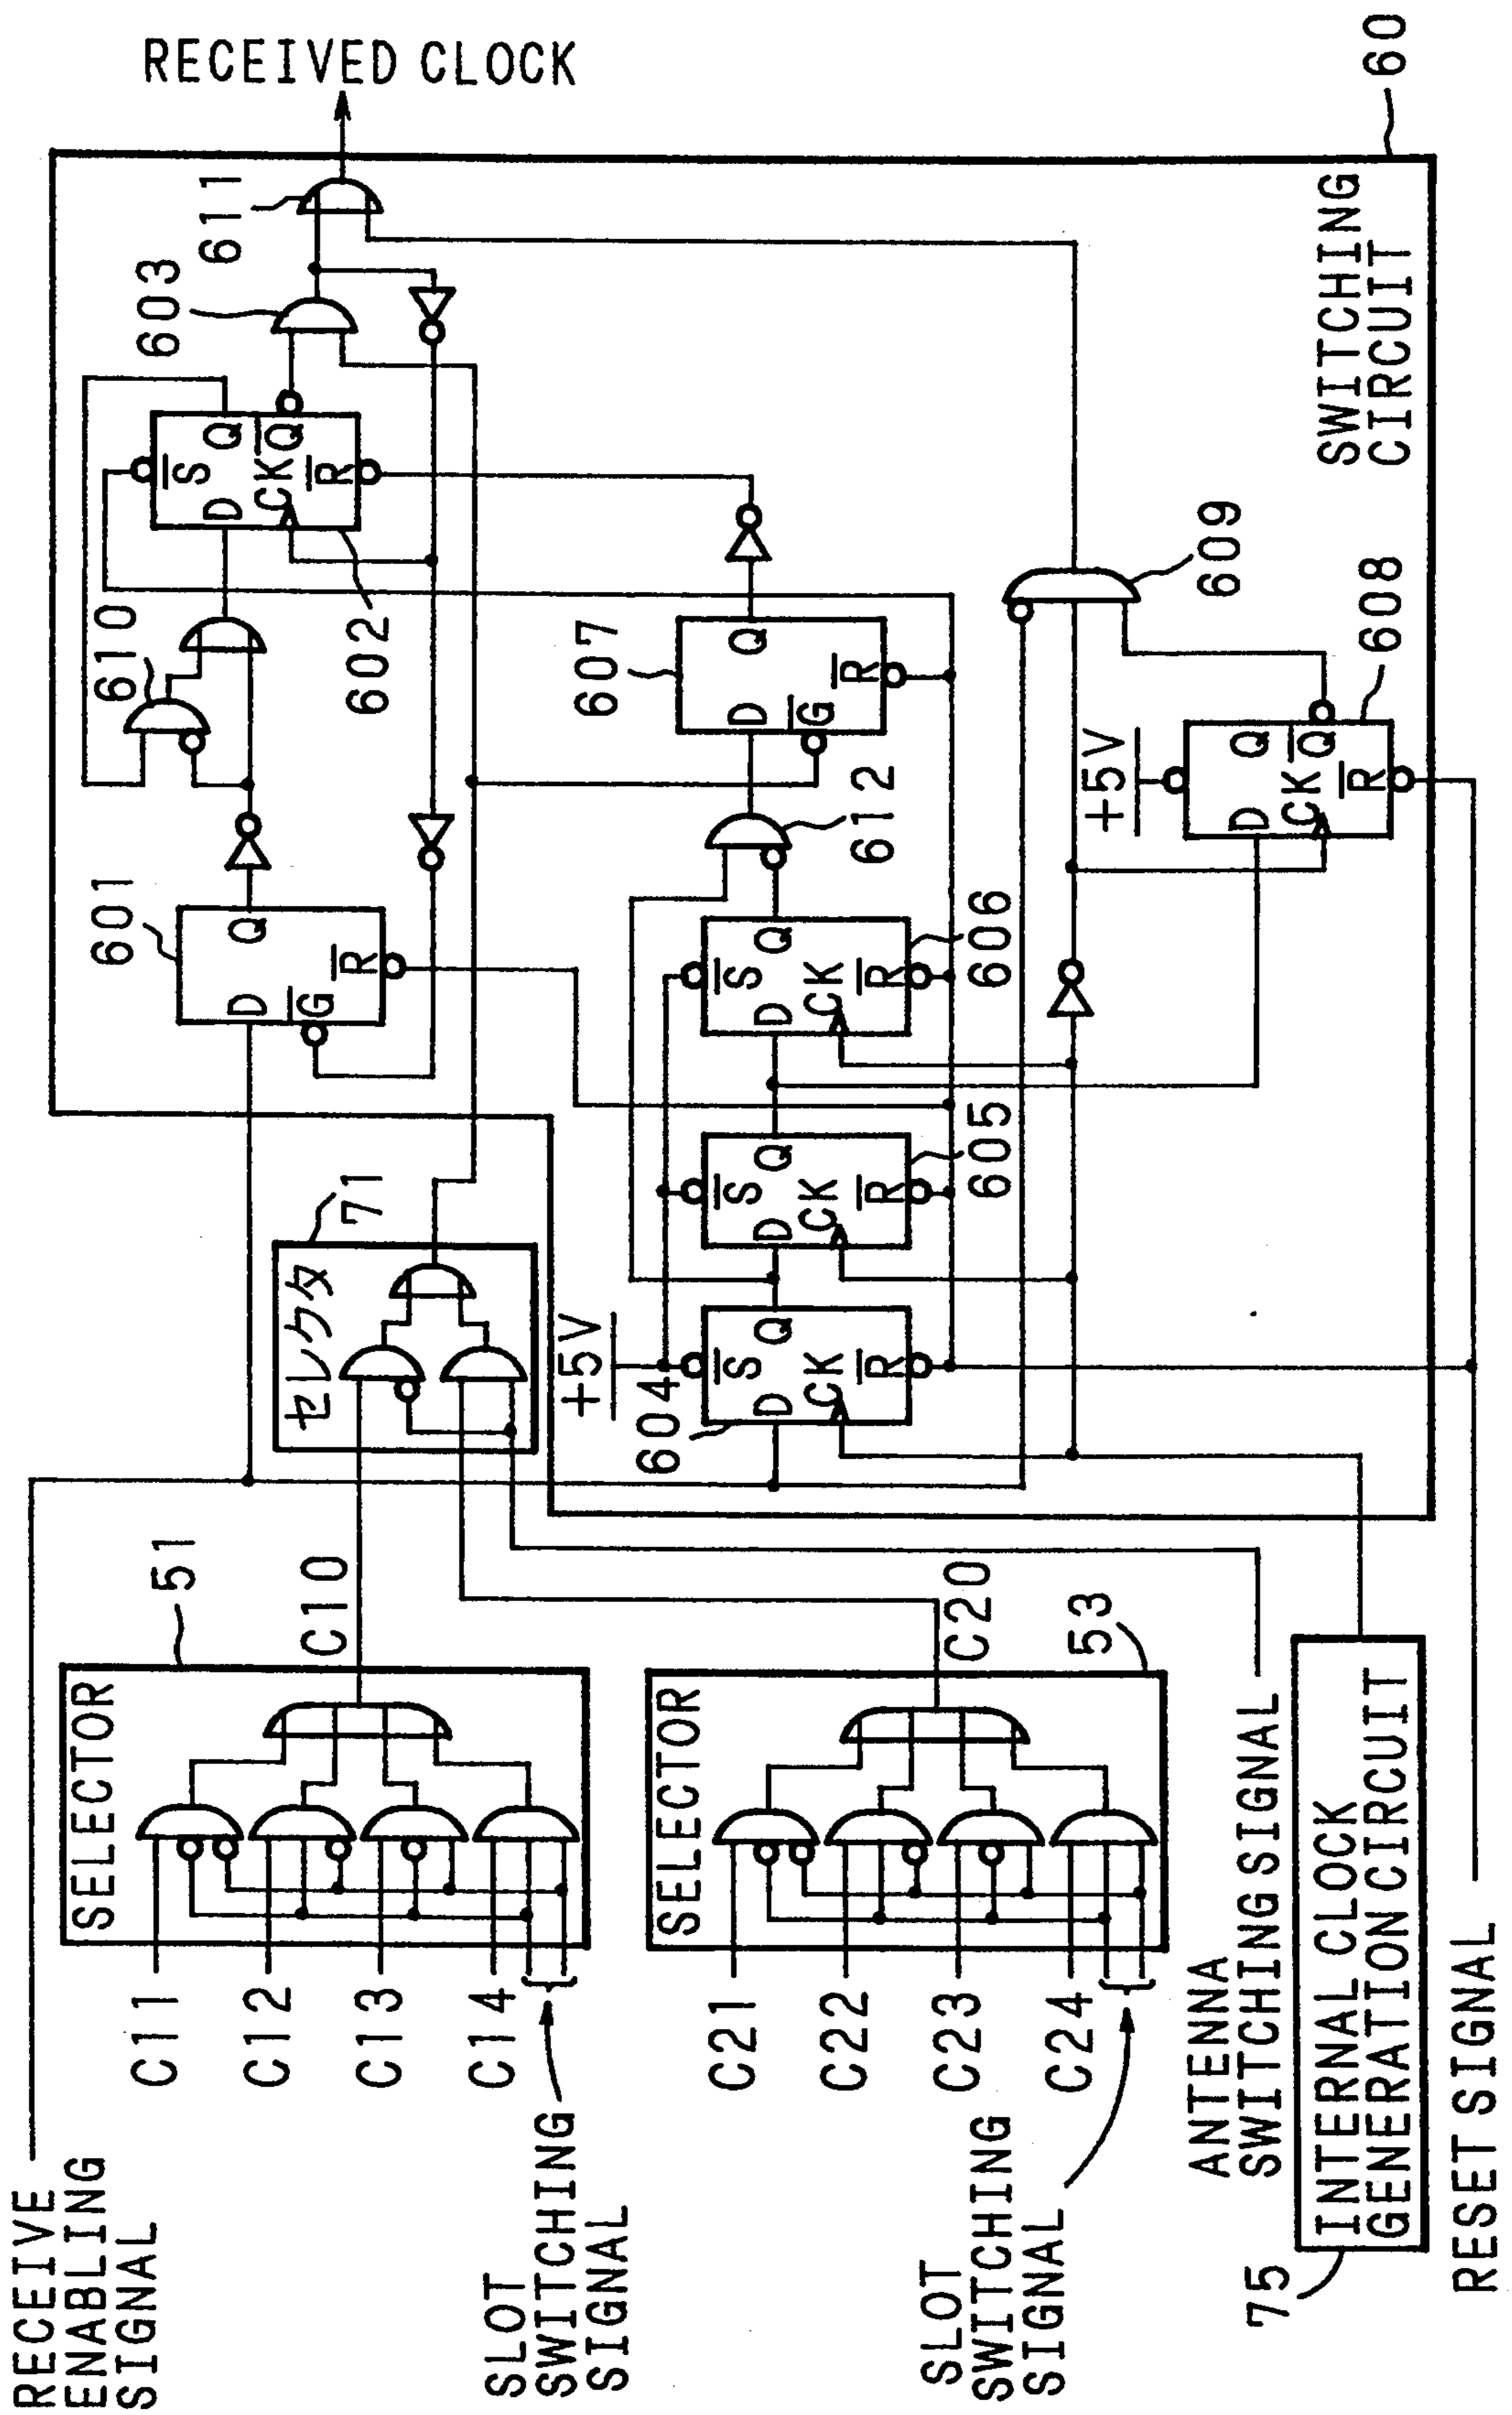 RECEIVE
ENABLING
SIGNAL
C11
C12
C13
C14
SLOT
SWITCHING
SIGNAL
SELECTOR
51
C10
C21
C22
C23
C24
SLOT
SWITCHING
SIGNAL
SELECTOR
53
C20
ANTENNA
SWITCHING SIGNAL
INTERNAL CLOCK
GENERATION CIRCUIT
75
RESET SIGNAL
セレクタ
71
601
D
Q
G
R
610
602
S
D
Q
CK
Q
R
603
611
RECEIVED CLOCK
+5V
604
S
D
Q
CK
R
605
S
D
Q
CK
R
606
S
D
Q
CK
R
612
607
D
Q
G
R
+5V
608
D
Q
CK
Q
R
609
SWITCHING
CIRCUIT
60